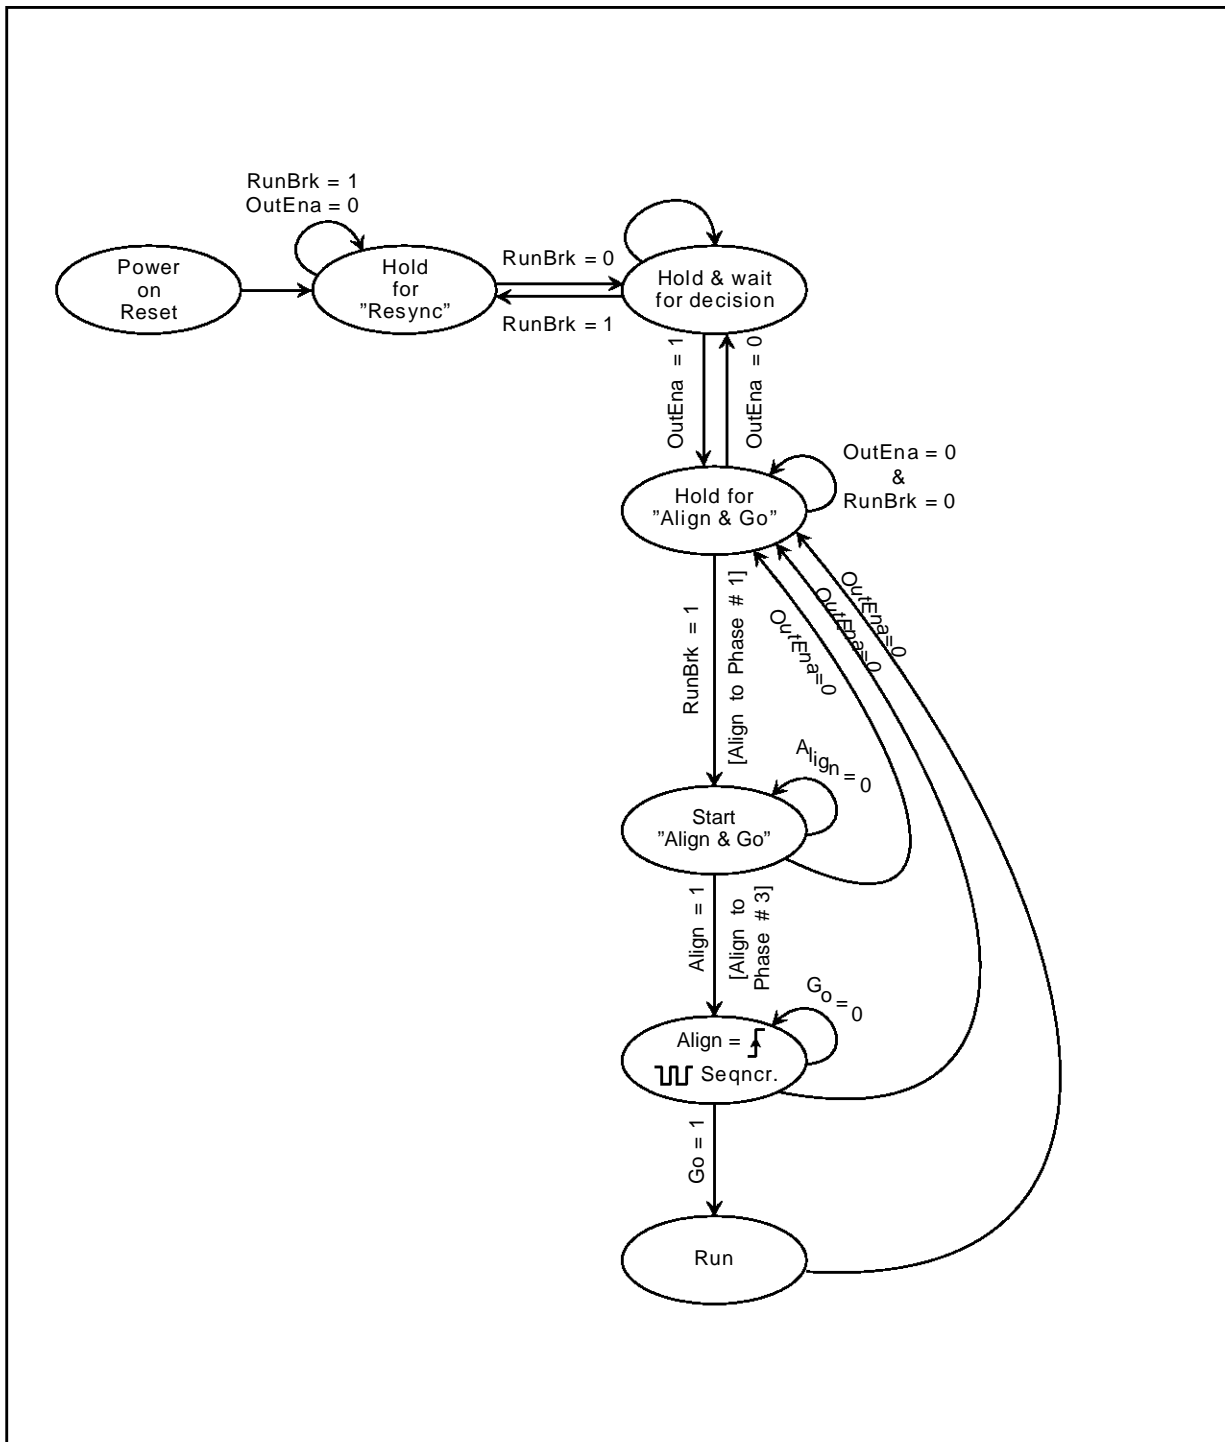 RunBrk = 1
OutEna = 0
Power
on
Reset
Hold
for
”Resync”
RunBrk = 0
RunBrk = 1
Hold & wait
for decision
OutEna = 1
OutEna = 0
Hold for
”Align & Go”
OutEna = 0
&
RunBrk = 0
RunBrk = 1
[Align to Phase # 1]
OutEna=0
OutEna=0
OutEna=0
Align = 0
Start
”Align & Go”
Align = 1
[Align to
Phase # 3]
Go = 0
Align =
Seqncr.
Go = 1
Run